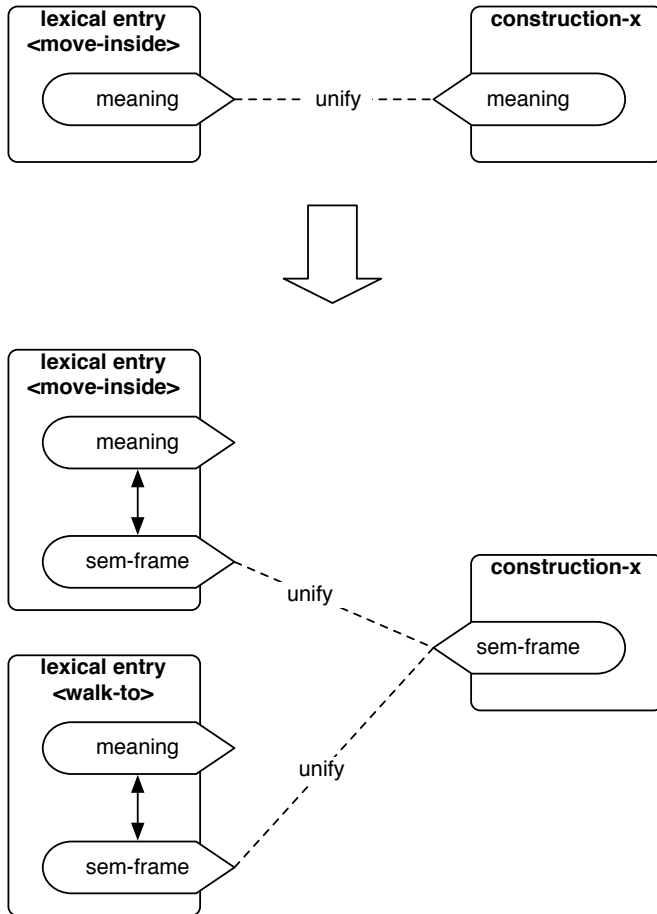 lexical entry
<move-inside>
meaning
unify
construction-x
meaning
lexical entry
<move-inside>
meaning
sem-frame
unify
construction-x
sem-frame
lexical entry
<walk-to>
meaning
unify
sem-frame